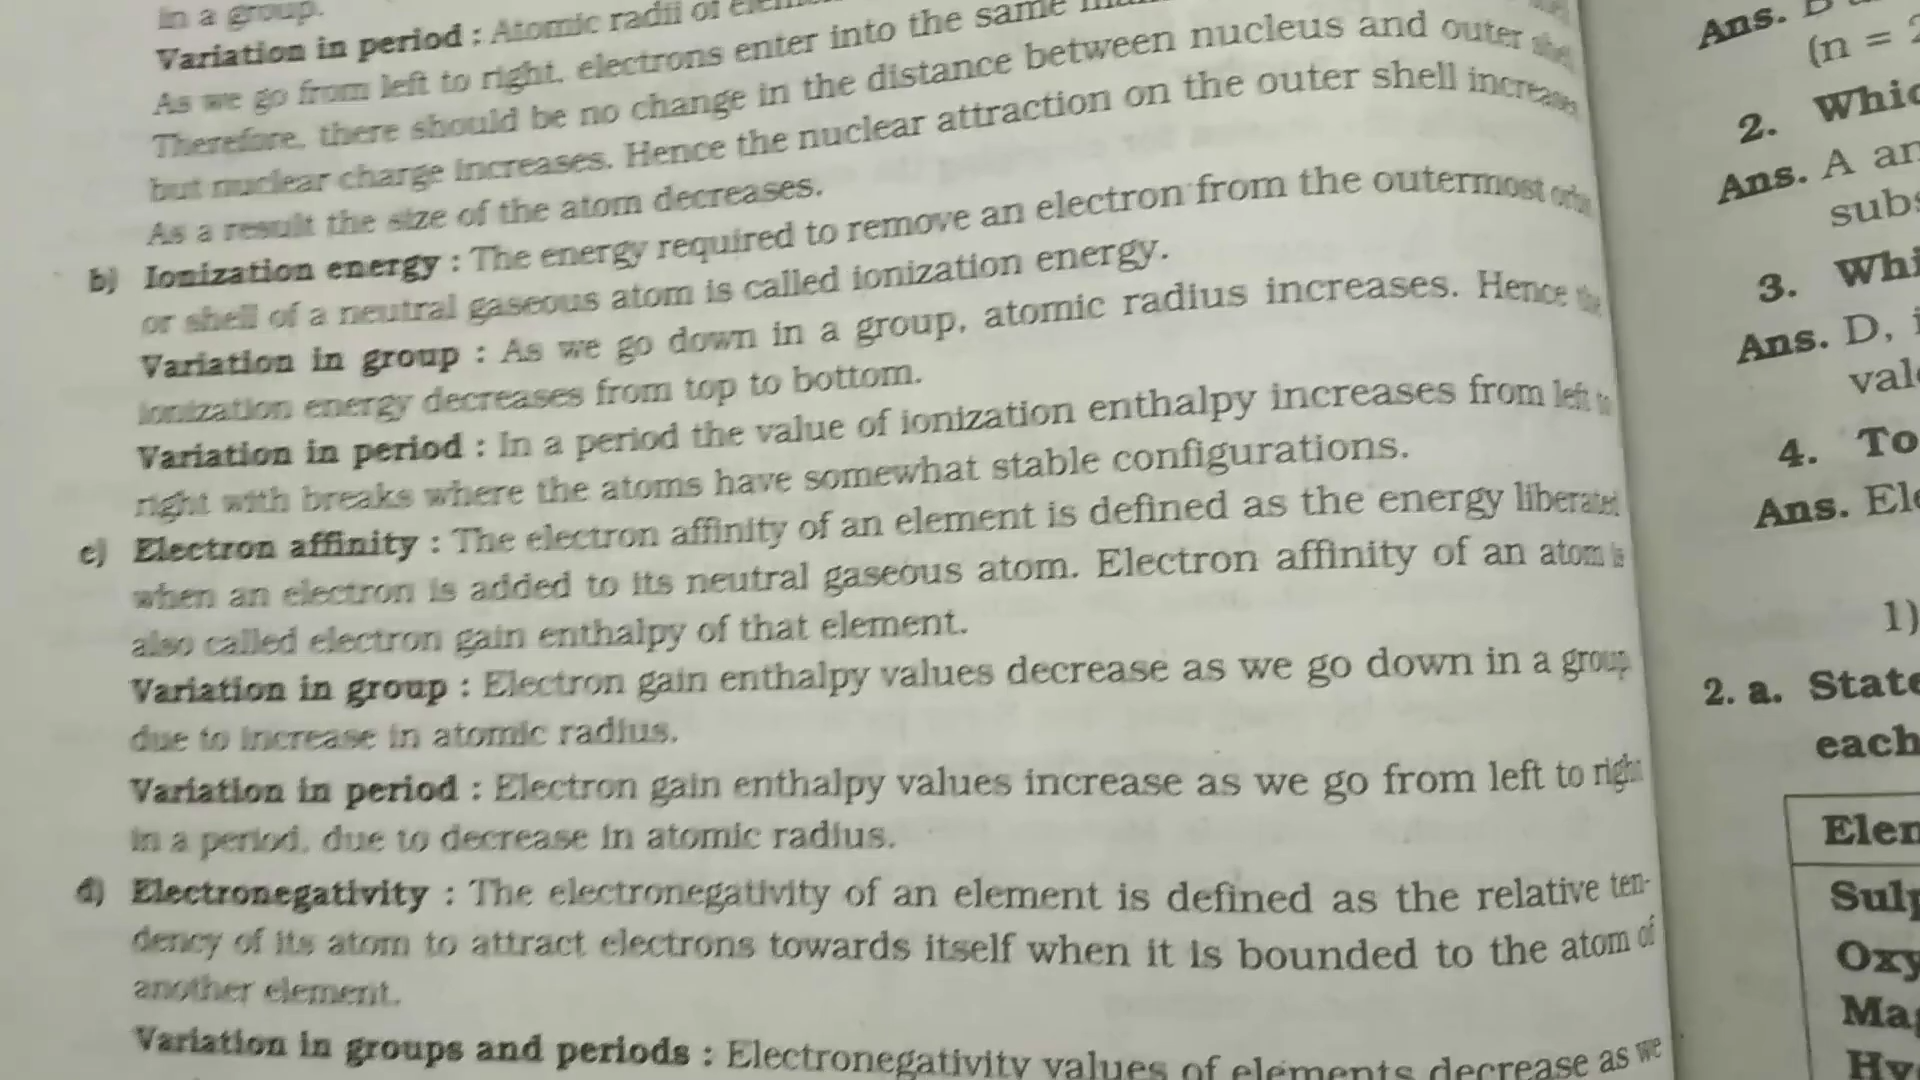 in a group.
Variation in period : Atomic radii of
As we go from left to right, electrons enter into the same
Therefore, there should be no change in the distance between nucleus and outer
but nuclear charge increases. Hence the nuclear attraction on the outer shell increases
As a result the size of the atom decreases.
b) Ionization energy : The energy required to remove an electron from the outermost
or shell of a neutral gaseous atom is called ionization energy.
Variation in group : As we go down in a group, atomic radius increases. Hence the
ionization energy decreases from top to bottom.
Variation in period : In a period the value of ionization enthalpy increases from left to
right with breaks where the atoms have somewhat stable configurations.
c) Electron affinity : The electron affinity of an element is defined as the energy liberated
when an electron is added to its neutral gaseous atom. Electron affinity of an atom is
also called electron gain enthalpy of that element.
Variation in group : Electron gain enthalpy values decrease as we go down in a group
due to increase in atomic radius.
Variation in period : Electron gain enthalpy values increase as we go from left to right
in a period, due to decrease in atomic radius.
d) Electronegativity : The electronegativity of an element is defined as the relative ten-
dency of its atom to attract electrons towards itself when it is bounded to the atom of
another element.
Variation in groups and periods : Electronegativity values of elements decrease as we
Ans.
(n =
2. Whic
Ans. A an
subs
3. Whi
Ans. D, i
vale
4. To
Ans. Ele
1)
2. a. State
each
Elem
Sulp
Oxy
Mag
Hy